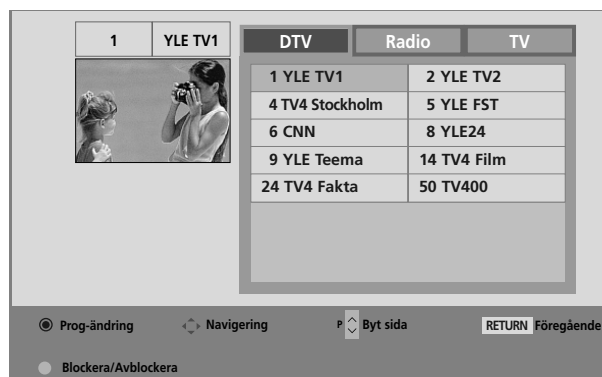 1 YLE TV1
DTV Radio TV
1 YLE TV1 2 YLE TV2
4 TV4 Stockholm 5 YLE FST
6 CNN 8 YLE24
9 YLE Teema 14 TV4 Film
24 TV4 Fakta 50 TV400
Prog-ändring Navigering P Byt sida RETURN Föregående
Blockera/Avblockera